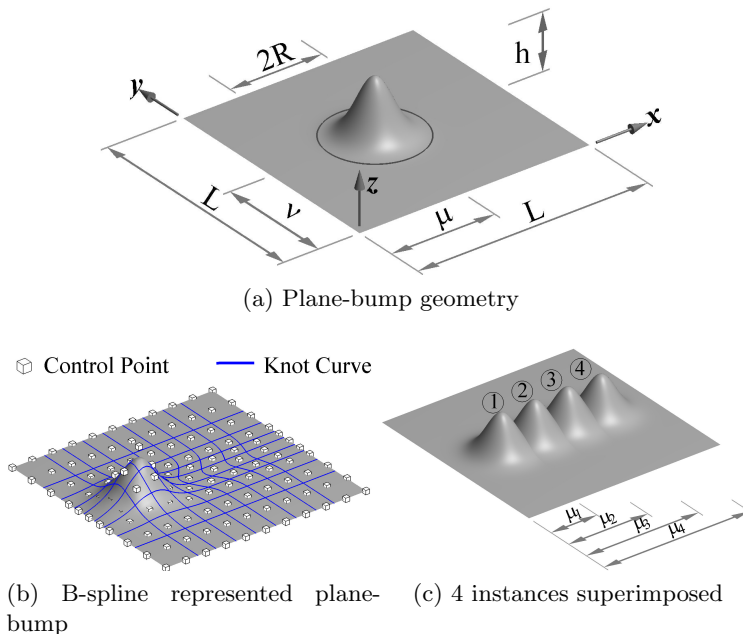 2R
h
y
x
z
L
ν
μ
L
(a) Plane-bump geometry
Control Point
Knot Curve
1
2
3
4
μ1
μ2
μ3
μ4
(b) B-spline represented plane-
bump
(c) 4 instances superimposed